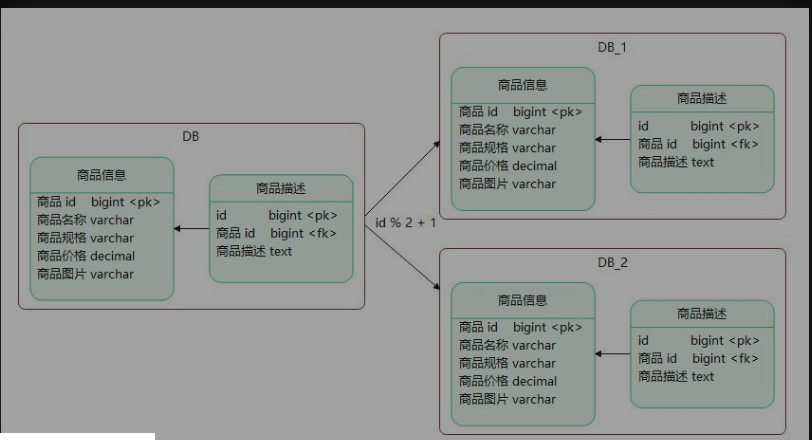 DB
商品信息
商品 id bigint <pk>
商品名称 varchar
商品规格 varchar
商品价格 decimal
商品图片 varchar
商品描述
id bigint <pk>
商品 id bigint <fk>
商品描述 text
id % 2 + 1
DB_1
商品信息
商品 id bigint <pk>
商品名称 varchar
商品规格 varchar
商品价格 decimal
商品图片 varchar
商品描述
id bigint <pk>
商品 id bigint <fk>
商品描述 text
DB_2
商品信息
商品 id bigint <pk>
商品名称 varchar
商品规格 varchar
商品价格 decimal
商品图片 varchar
商品描述
id bigint <pk>
商品 id bigint <fk>
商品描述 text